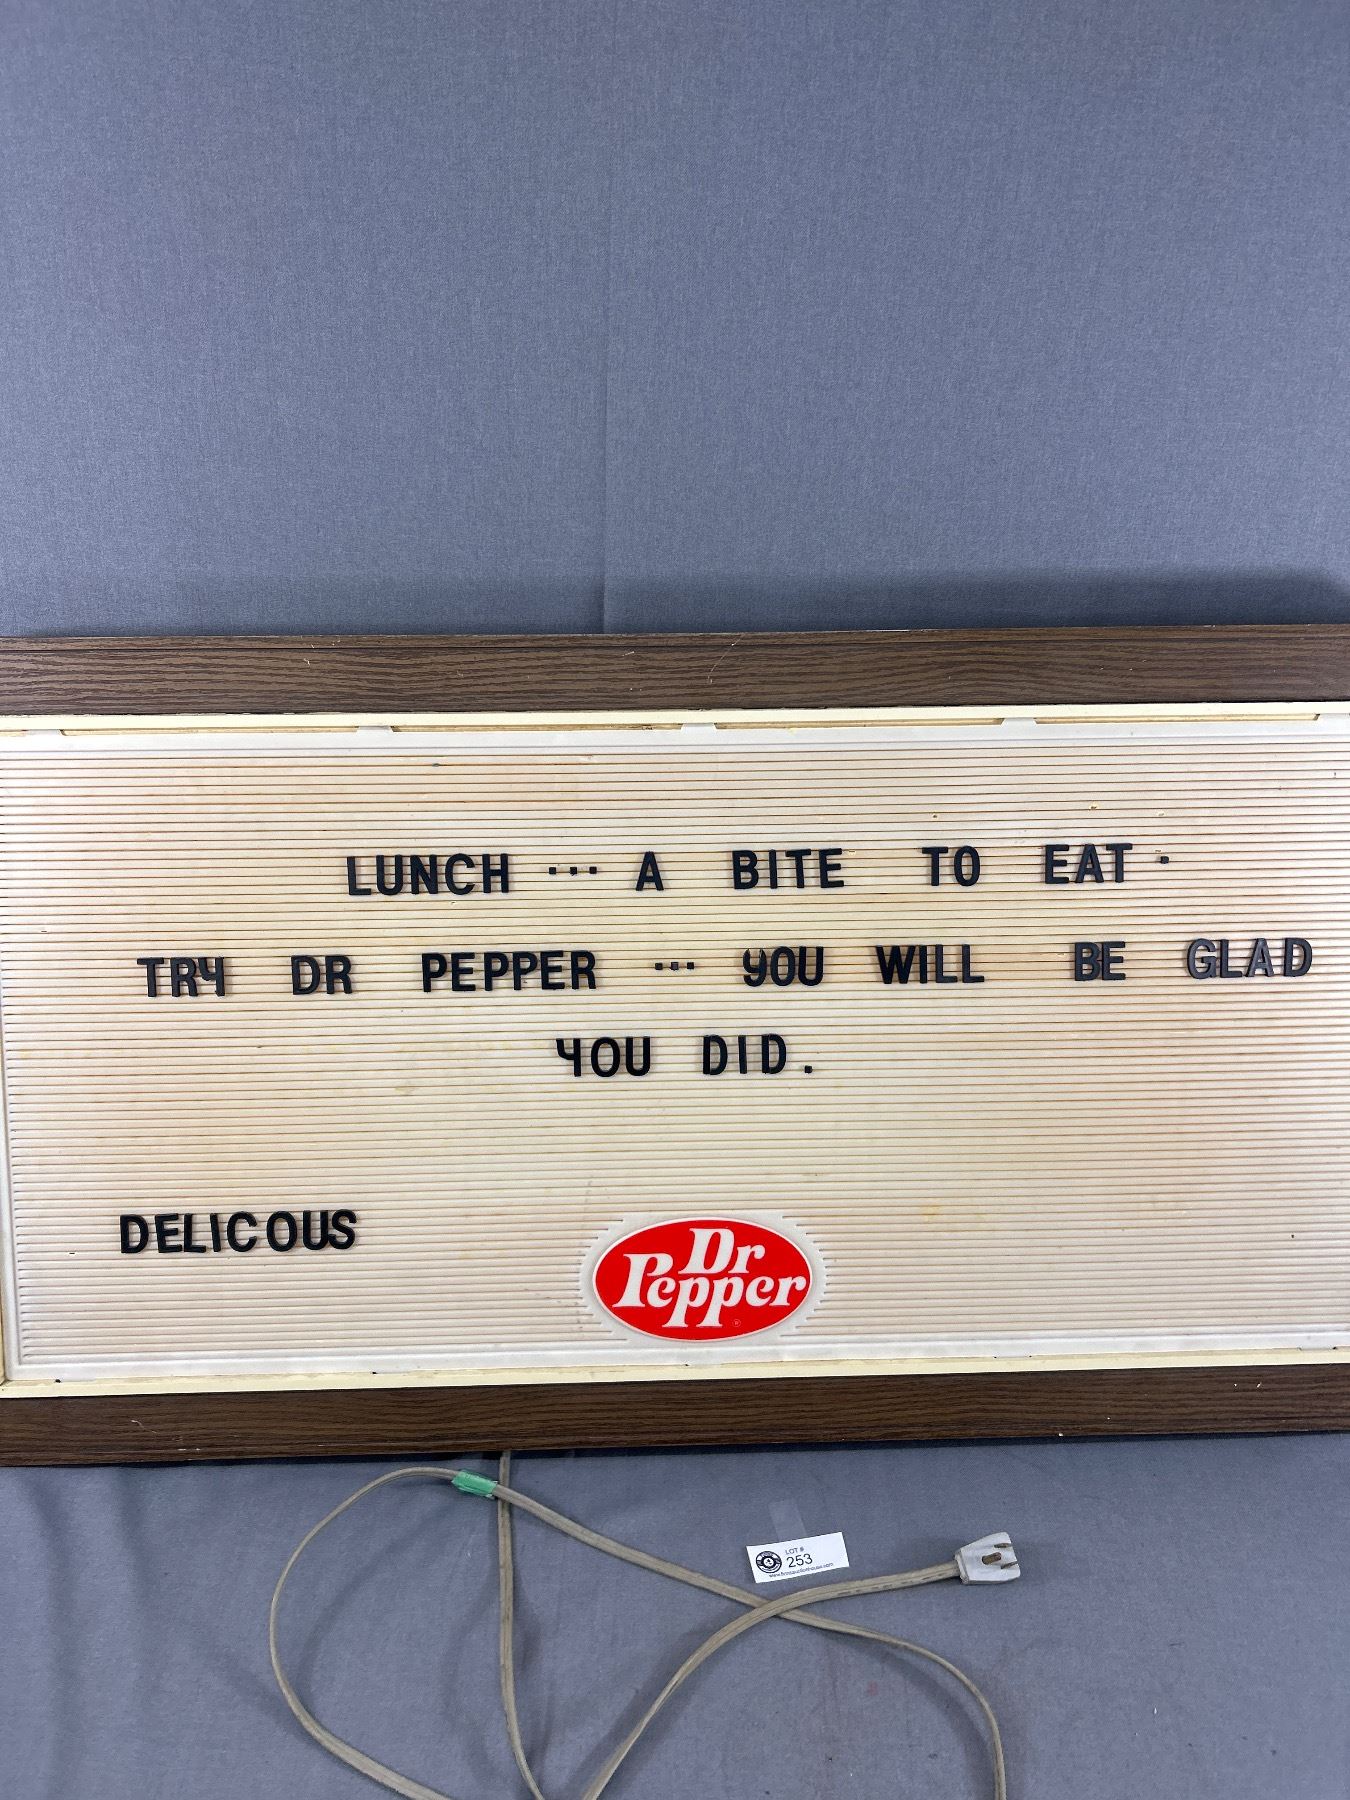 LUNCH ... A BITE TO EAT.
TRY DR PEPPER ... YOU WILL BE GLAD
YOU DID.
DELICOUS
Dr
Pepper
®
LOT #
253